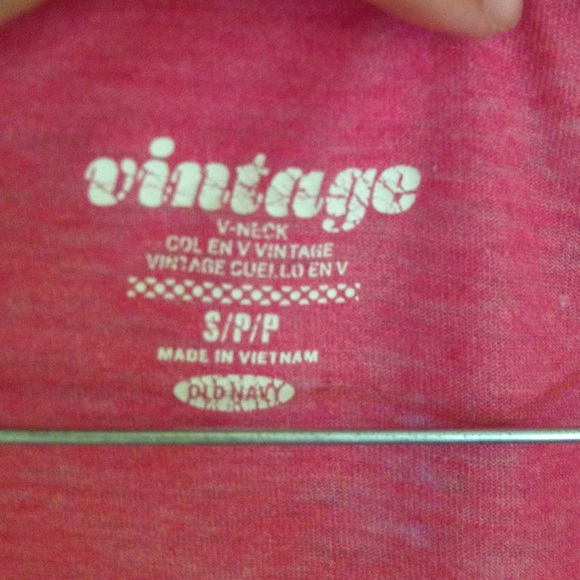 vintage
V-NECK
COL EN V VINTAGE
VINTAGE CUELLO EN V
S/P/P
MADE IN VIETNAM
OLD NAVY